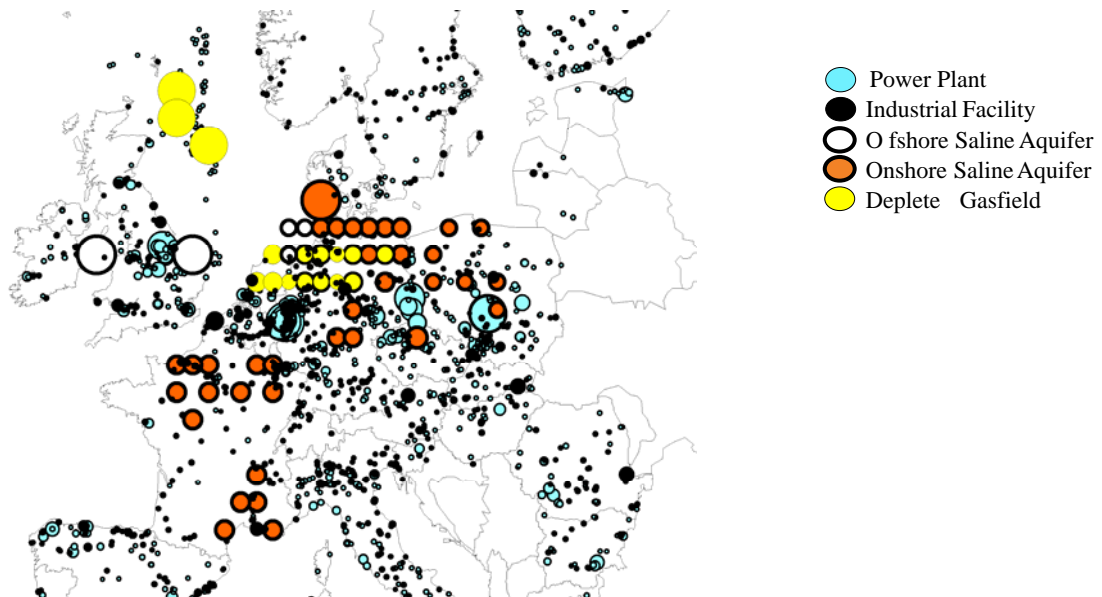 Power Plant
Industrial Facility
O fshore Saline Aquifer
Onshore Saline Aquifer
Deplete Gasfield